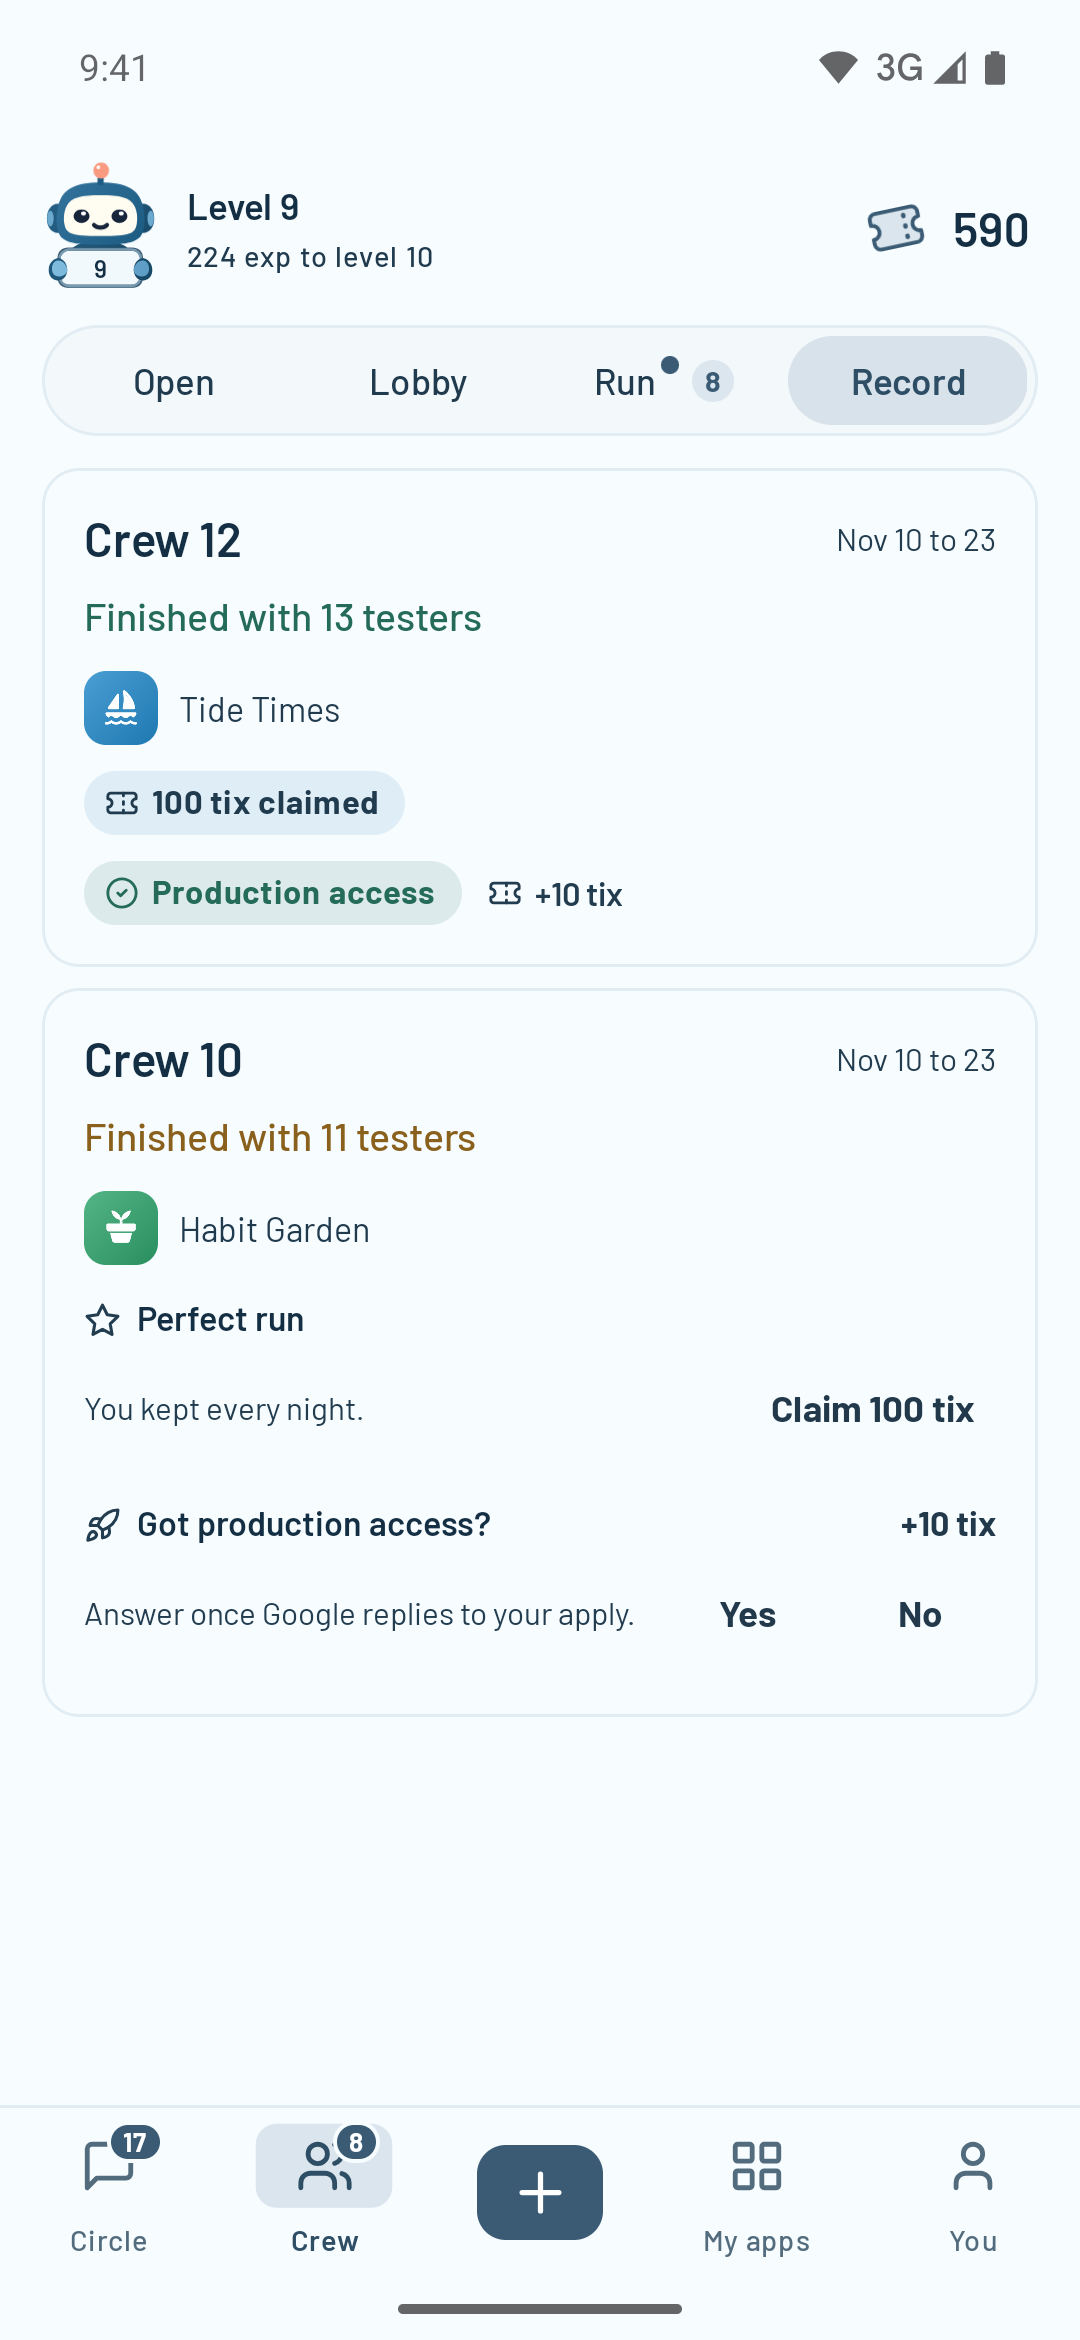 9:41
3G
Level 9
224 exp to level 10
9
590
Open
Lobby
Run
8
Record
Crew 12
Nov 10 to 23
Finished with 13 testers
Tide Times
100 tix claimed
Production access
+10 tix
Crew 10
Nov 10 to 23
Finished with 11 testers
Habit Garden
Perfect run
You kept every night.
Claim 100 tix
Got production access?
+10 tix
Answer once Google replies to your apply.
Yes
No
17
8
Circle
Crew
My apps
You